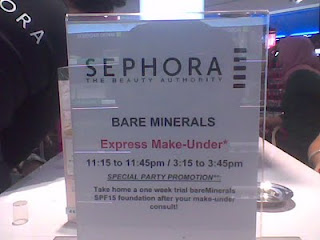 ORA
SEPHORA
THE BEAUTY AUTHORITY
BARE MINERALS
Express Make-Under*
11:15 to 11:45pm / 3:15 to 3:45pm
SPECIAL PARTY PROMOTION**:
Take home a one week trial bareMinerals
SPF15 foundation after your make-under
consult!